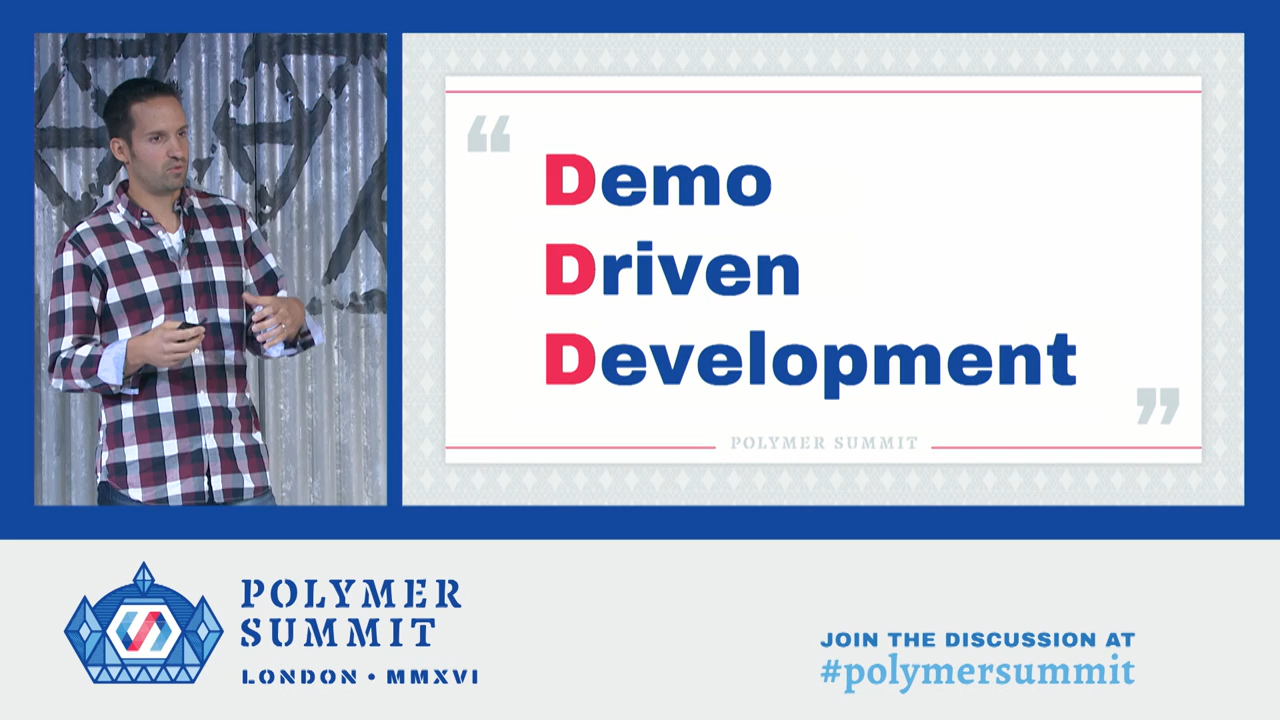 “
Demo
Driven
Development
”
POLYMER SUMMIT
POLYMER
SUMMIT
LONDON • MMXVI
JOIN THE DISCUSSION AT
#polymersummit